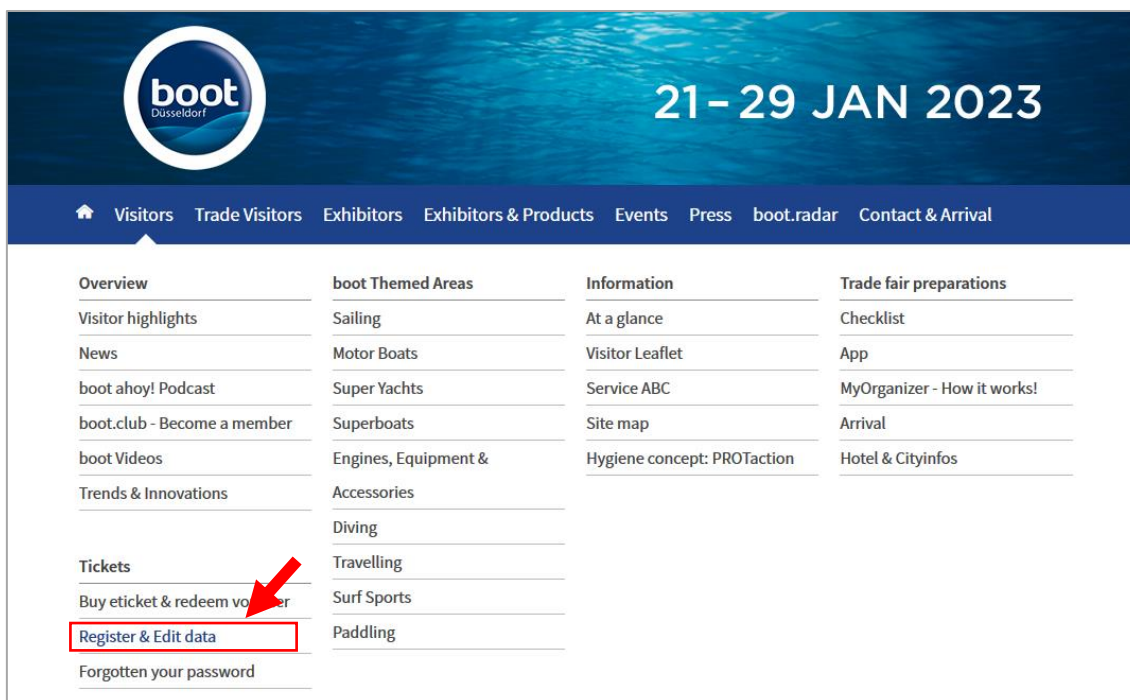 boot
Düsseldorf
21 – 29 JAN 2023
Visitors Trade Visitors Exhibitors Exhibitors & Products Events Press boot.radar Contact & Arrival
Overview
Visitor highlights
News
boot ahoy! Podcast
boot.club - Become a member
boot Videos
Trends & Innovations
Tickets
Buy eticket & redeem
Register & Edit data
Forgotten your password
boot Themed Areas
Sailing
Motor Boats
Super Yachts
Superboats
Engines, Equipment &
Accessories
Diving
Travelling
Surf Sports
Paddling
Information
At a glance
Visitor Leaflet
Service ABC
Site map
Hygiene concept: PROTaction
Trade fair preparations
Checklist
App
MyOrganizer - How it works!
Arrival
Hotel & Cityinfos